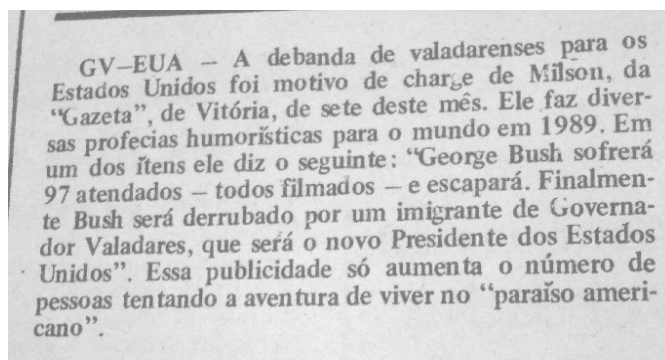 GV—EUA — A debanda de valadarenses para os
Estados Unidos foi motivo de charge de Mílson, da
“Gazeta”, de Vitória, de sete deste mês. Ele faz diver-
sas profecias humorísticas para o mundo em 1989. Em
um dos ítens ele diz o seguinte: “George Bush sofrerá
97 atendados — todos filmados — e escapará. Finalmen-
te Bush será derrubado por um imigrante de Governa-
dor Valadares, que será o novo Presidente dos Estados
Unidos”. Essa publicidade só aumenta o número de
pessoas tentando a aventura de viver no “paraíso ameri-
cano”.